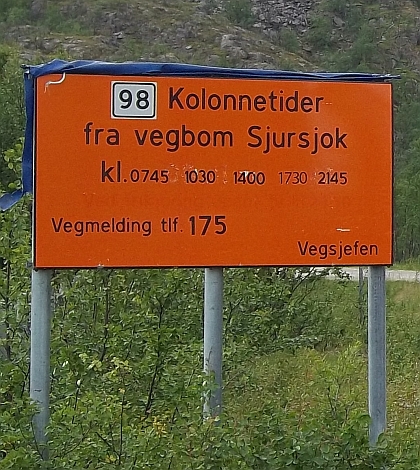 98 Kolonnetider
fra vegbom Sjursjok
kl. 0745 1030 1400 1730 2145
Vegmelding tlf. 175
Vegsjefen